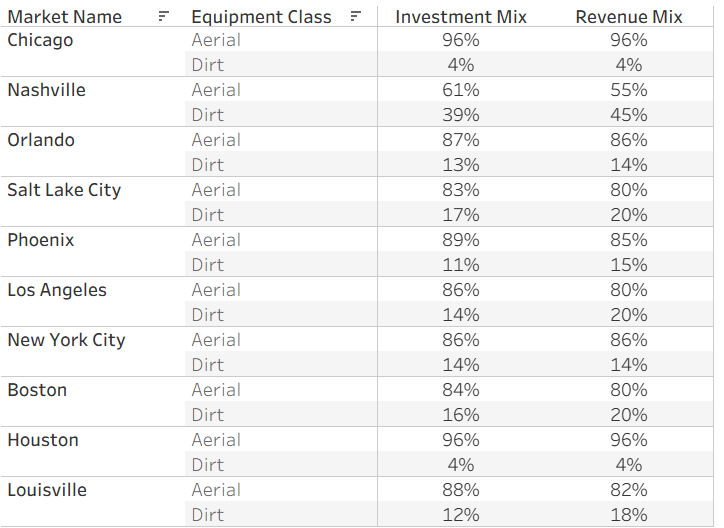 Market Name Equipment Class Investment Mix Revenue Mix
Chicago Aerial 96% 96%
Dirt 4% 4%
Nashville Aerial 61% 55%
Dirt 39% 45%
Orlando Aerial 87% 86%
Dirt 13% 14%
Salt Lake City Aerial 83% 80%
Dirt 17% 20%
Phoenix Aerial 89% 85%
Dirt 11% 15%
Los Angeles Aerial 86% 80%
Dirt 14% 20%
New York City Aerial 86% 86%
Dirt 14% 14%
Boston Aerial 84% 80%
Dirt 16% 20%
Houston Aerial 96% 96%
Dirt 4% 4%
Louisville Aerial 88% 82%
Dirt 12% 18%